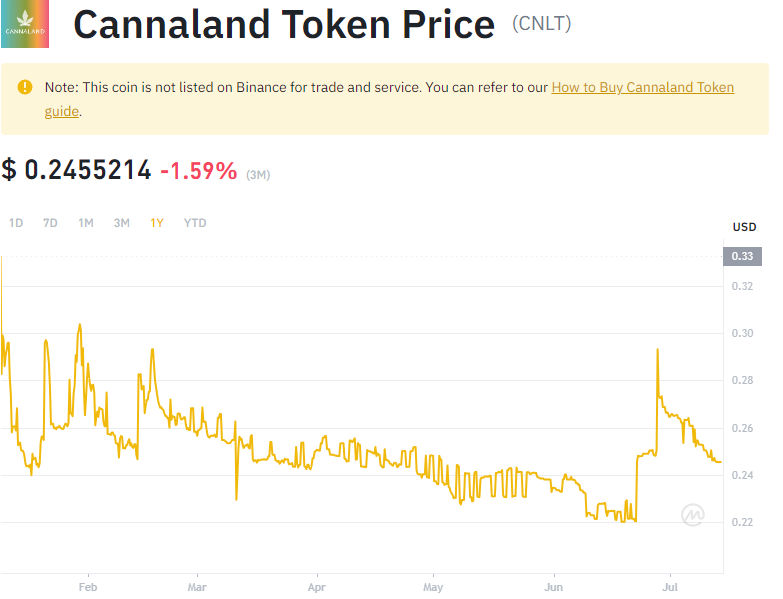 CANNALAND
Cannaland Token Price (CNLT)
Note: This coin is not listed on Binance for trade and service. You can refer to our How to Buy Cannaland Token
guide.
$ 0.2455214 -1.59% (3M)
1D 7D 1M 3M 1Y YTD
USD
0.33
0.32
0.30
0.28
0.26
0.24
0.22
Feb Mar Apr May Jun Jul